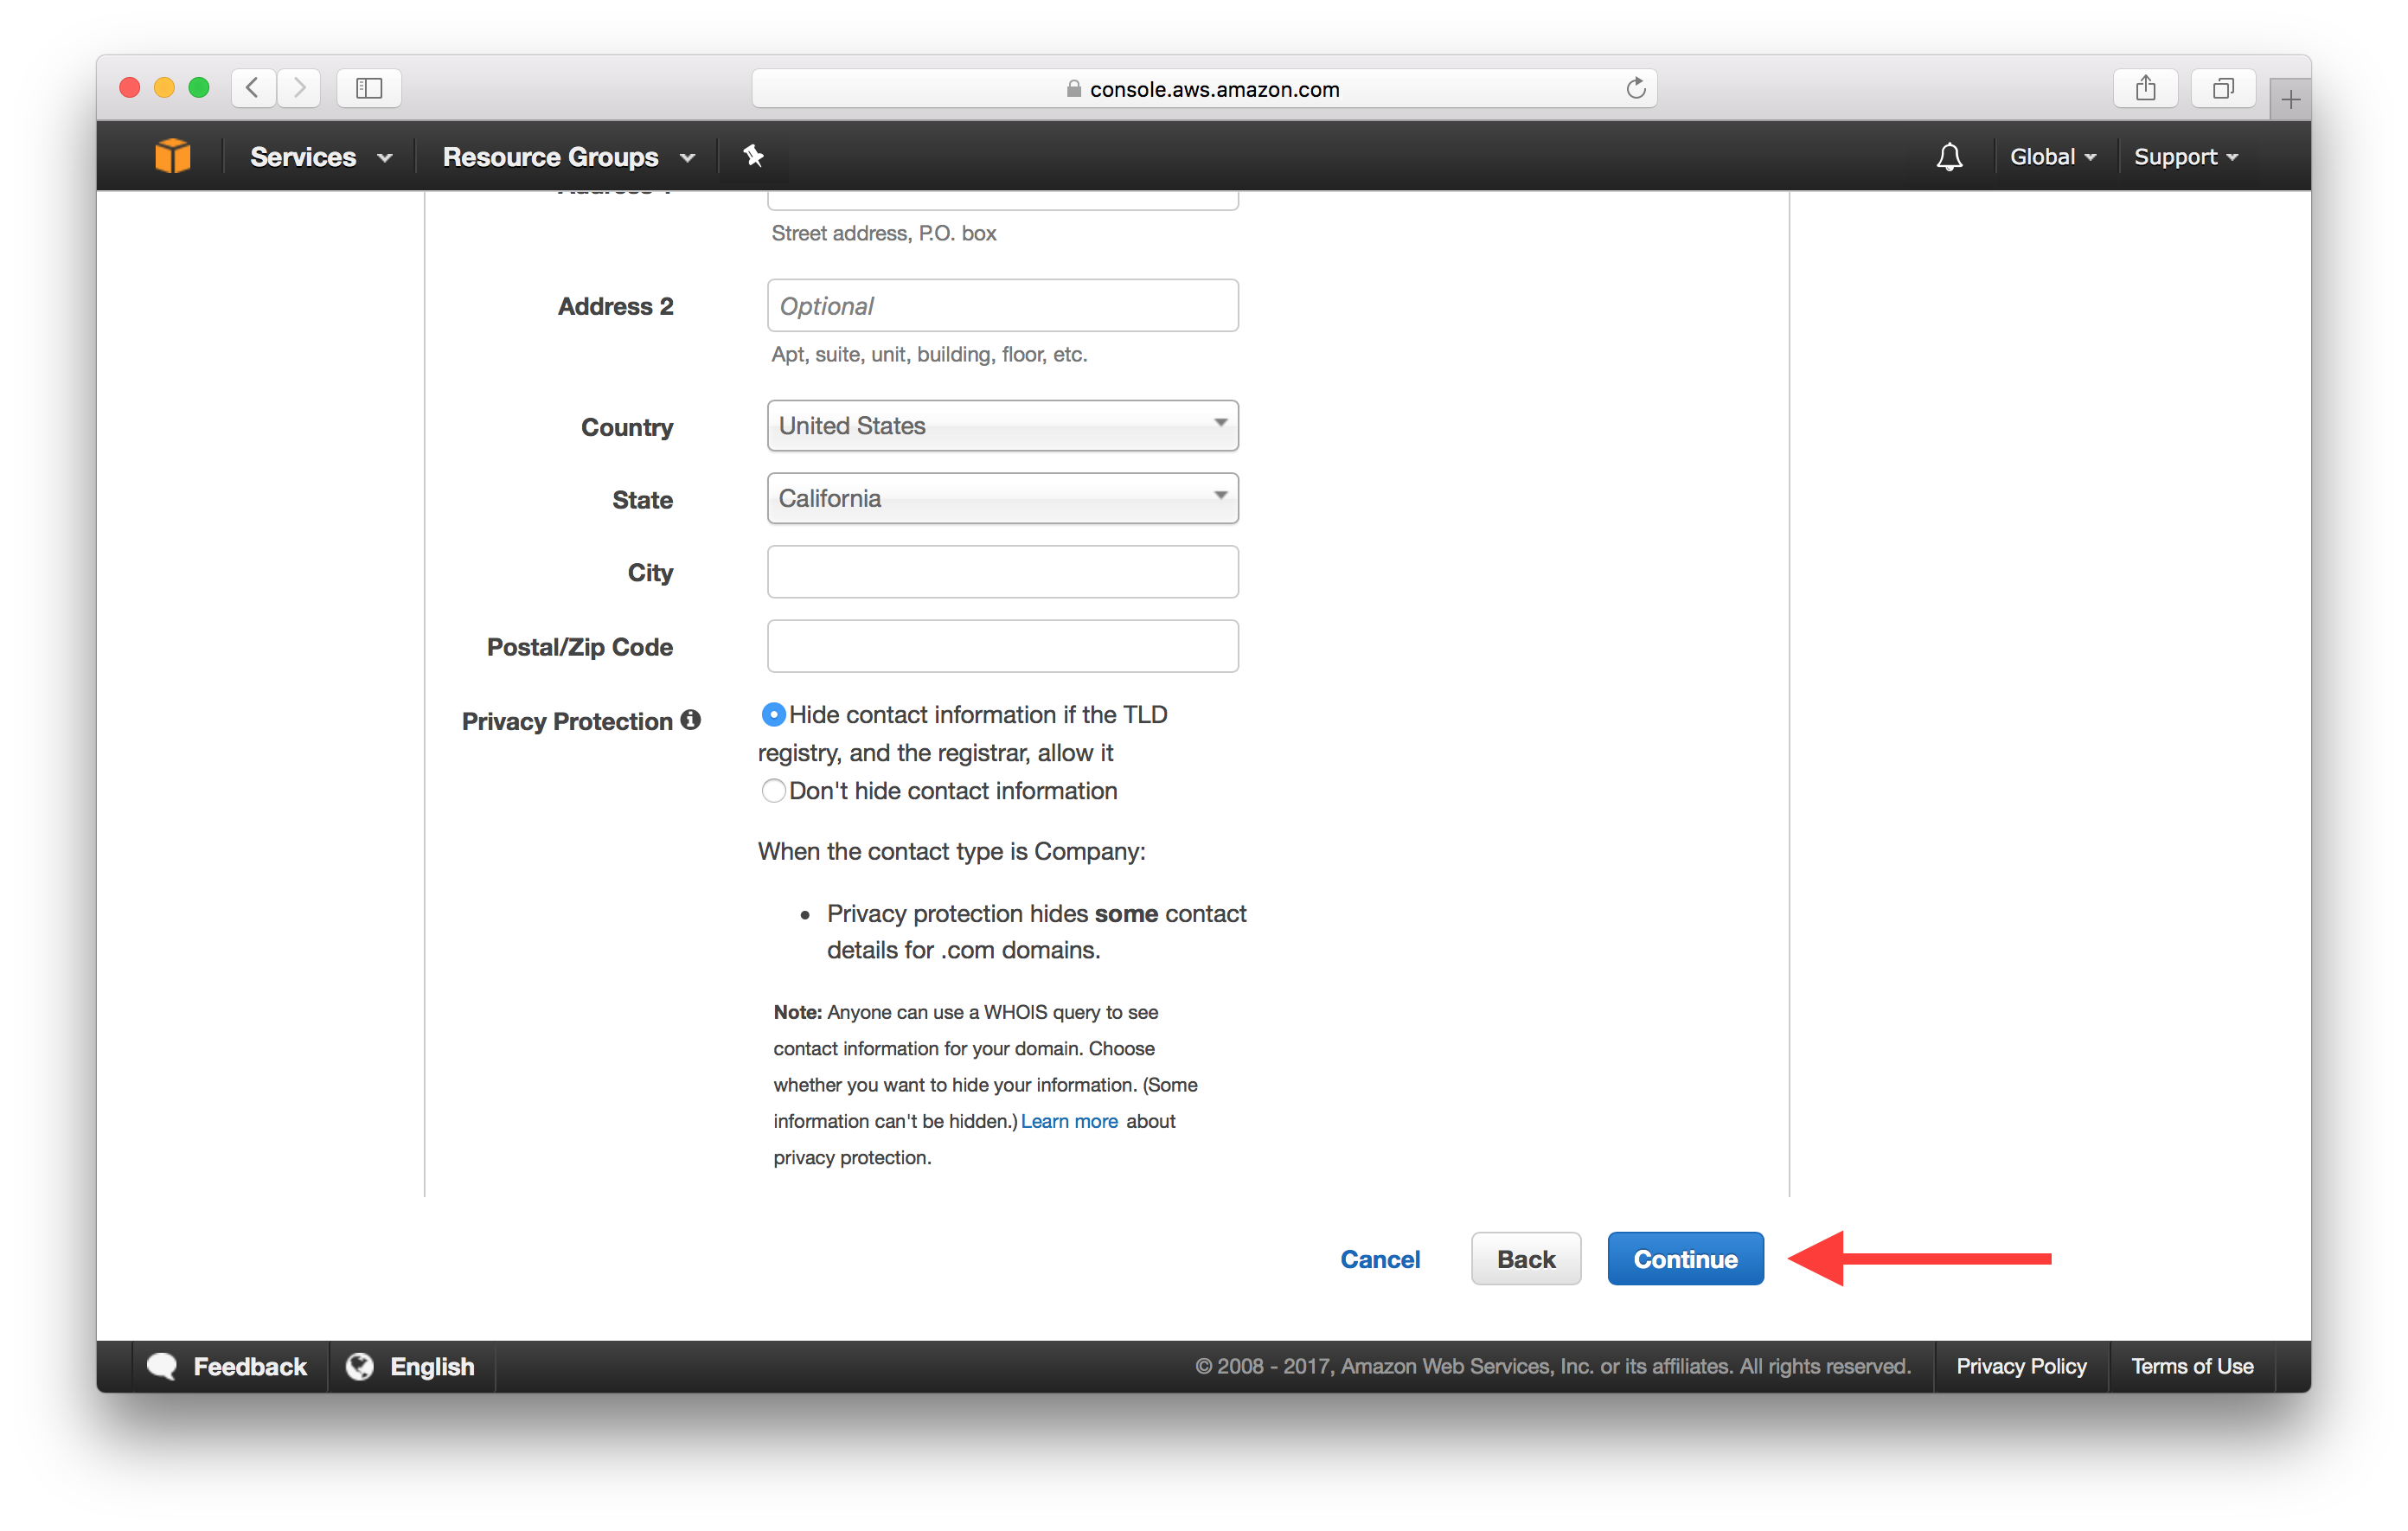 console.aws.amazon.com
Services
Resource Groups
Global
Support
Street address, P.O. box
Address 2
Optional
Apt, suite, unit, building, floor, etc.
Country
United States
State
California
City
Postal/Zip Code
Privacy Protection
Hide contact information if the TLD
registry, and the registrar, allow it
Don't hide contact information
When the contact type is Company:
• Privacy protection hides some contact
details for .com domains.
Note: Anyone can use a WHOIS query to see
contact information for your domain. Choose
whether you want to hide your information. (Some
information can't be hidden.) Learn more about
privacy protection.
Cancel
Back
Continue
Feedback
English
© 2008 - 2017, Amazon Web Services, Inc. or its affiliates. All rights reserved.
Privacy Policy
Terms of Use